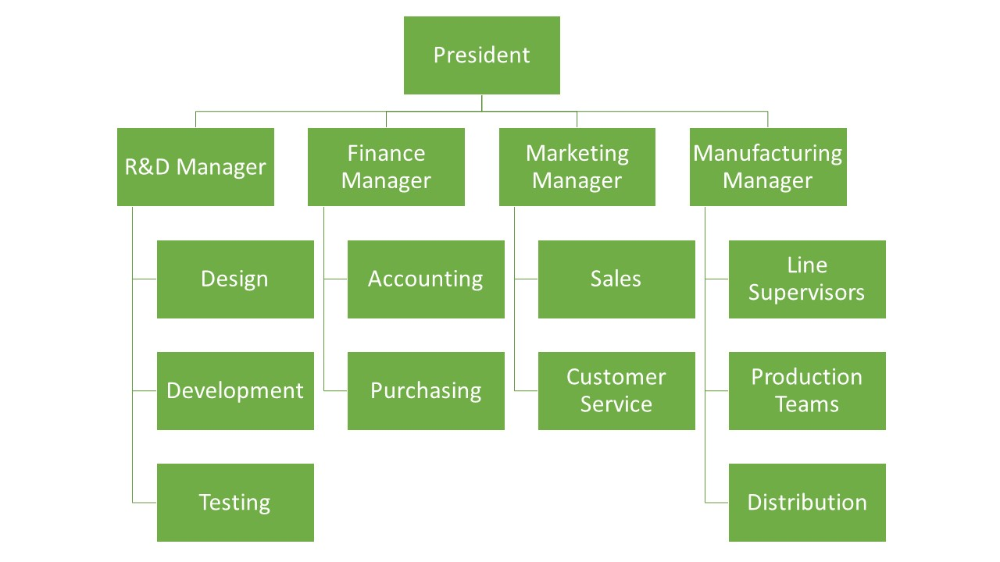 President
R&D Manager
Finance
Manager
Marketing
Manager
Manufacturing
Manager
Design
Accounting
Sales
Line
Supervisors
Development
Purchasing
Customer
Service
Production
Teams
Testing
Distribution